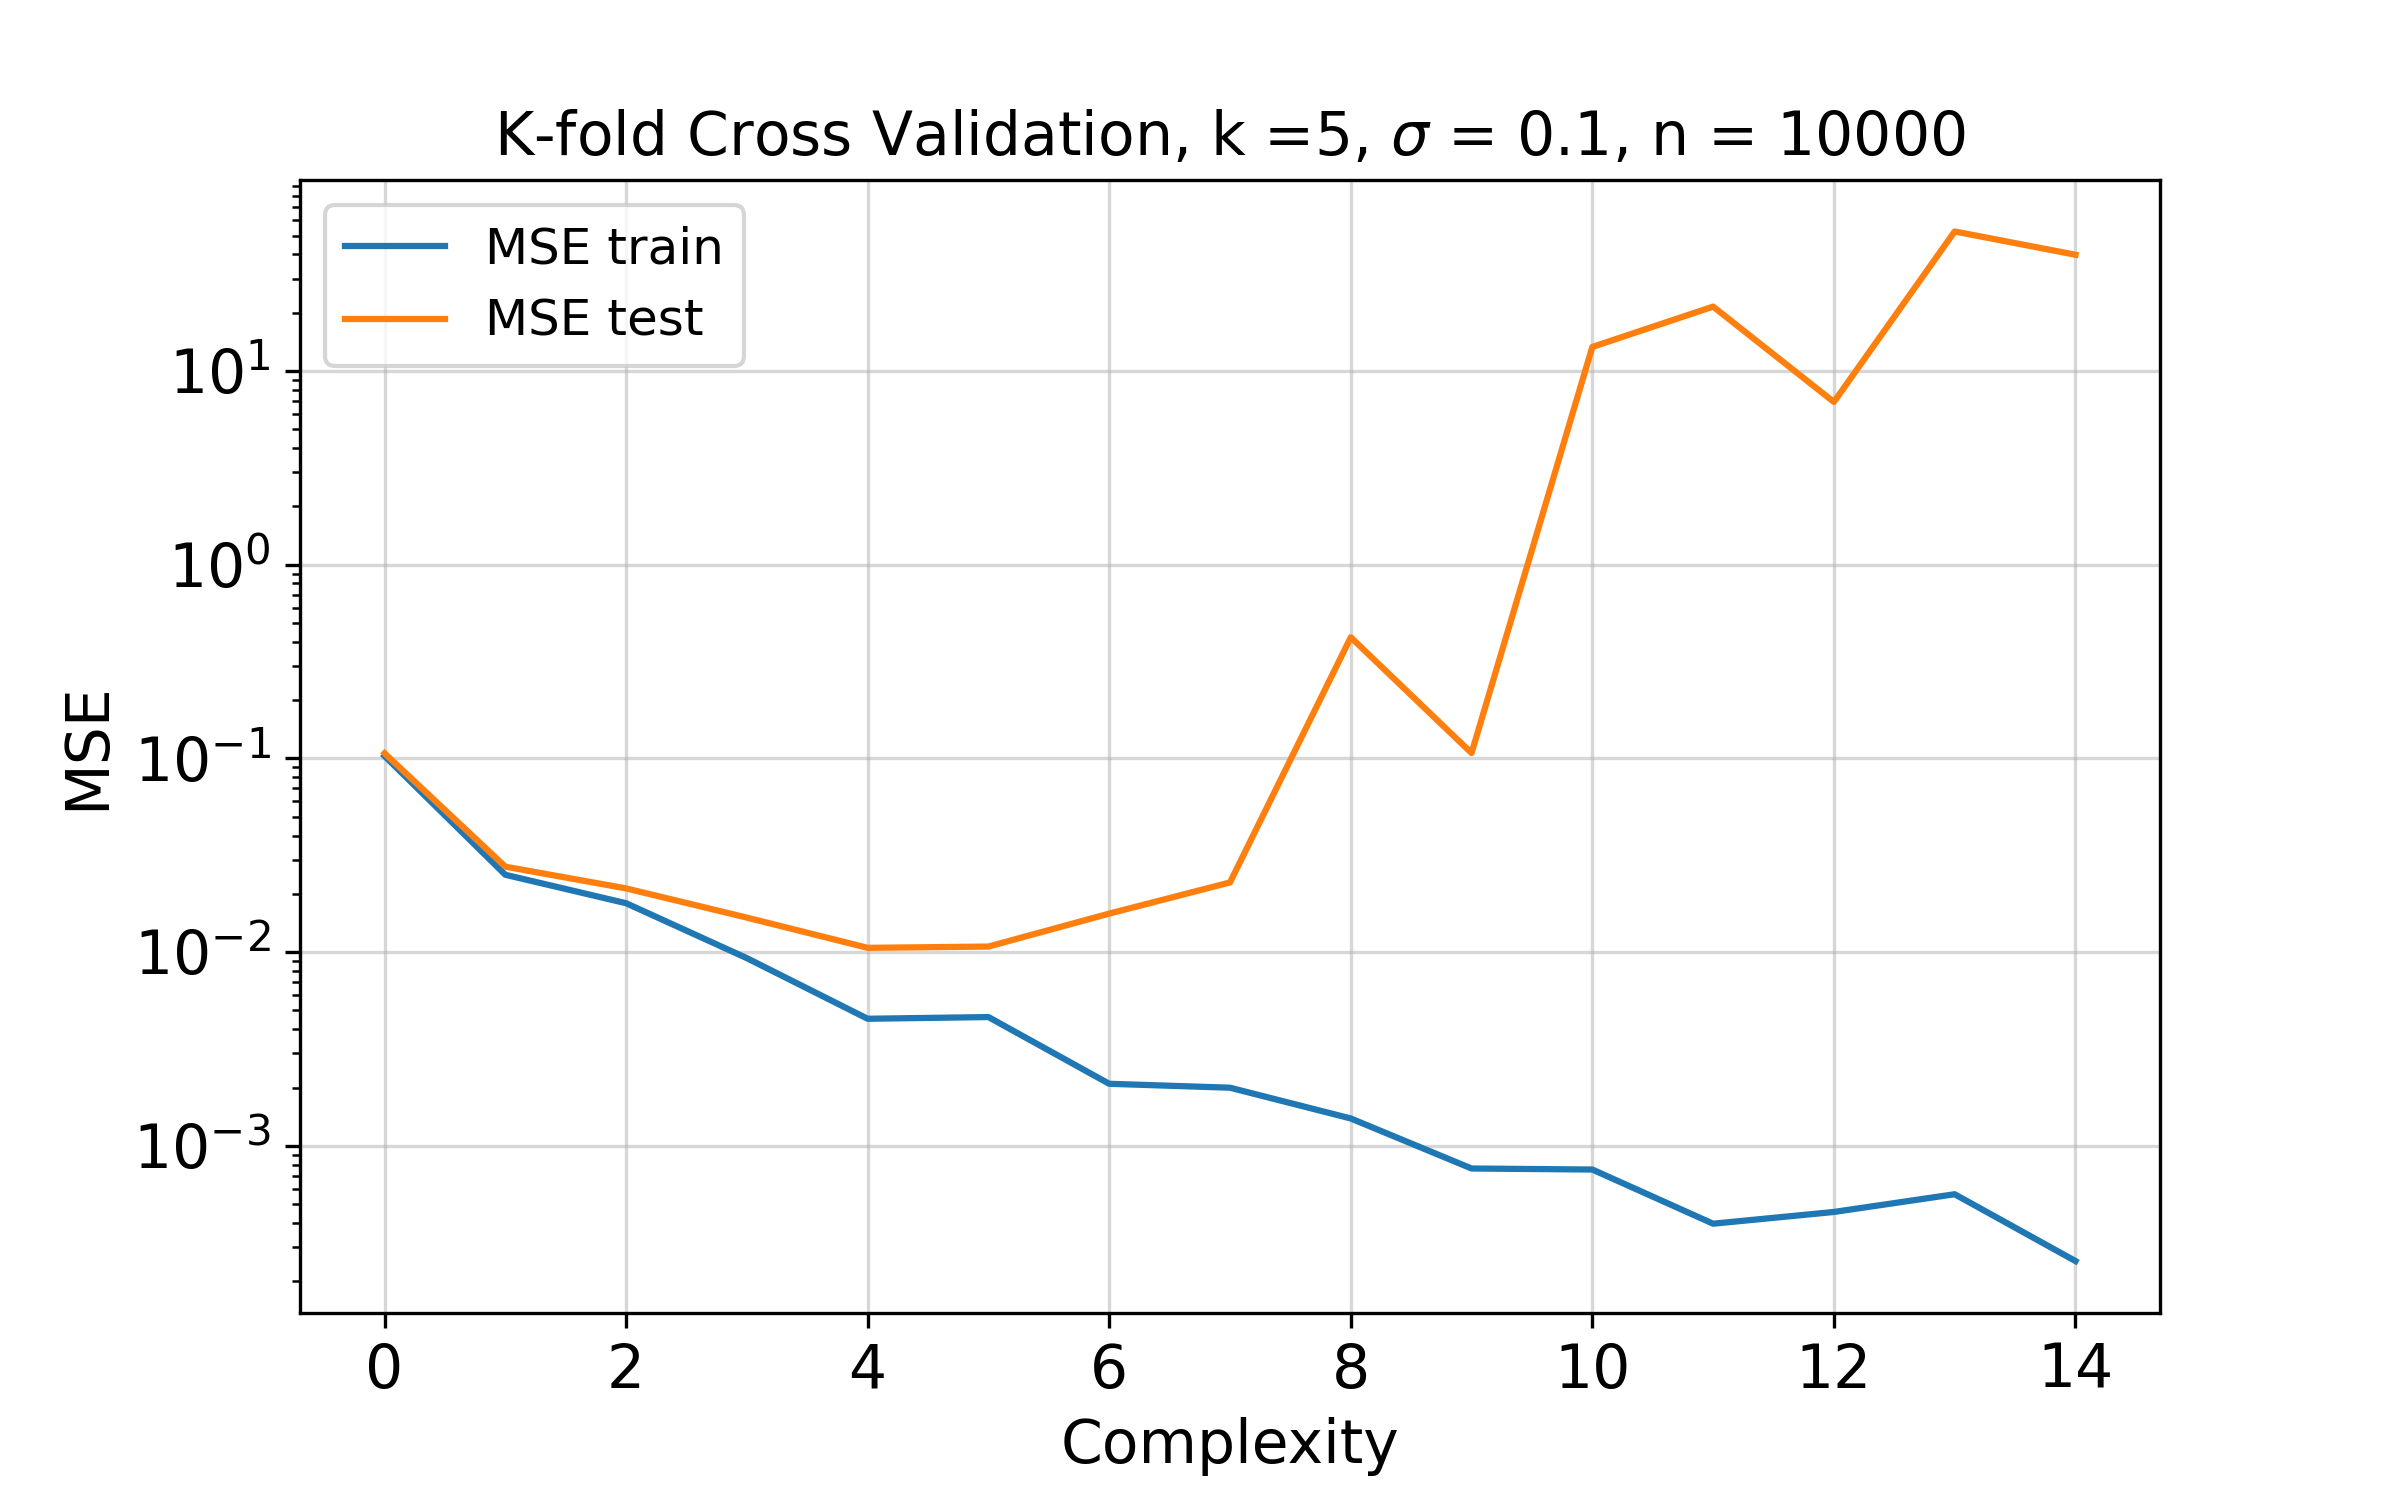 K-fold Cross Validation, k =5, σ = 0.1, n = 10000
MSE train
MSE test
10¹
10⁰
10⁻¹
10⁻²
10⁻³
MSE
0 2 4 6 8 10 12 14
Complexity